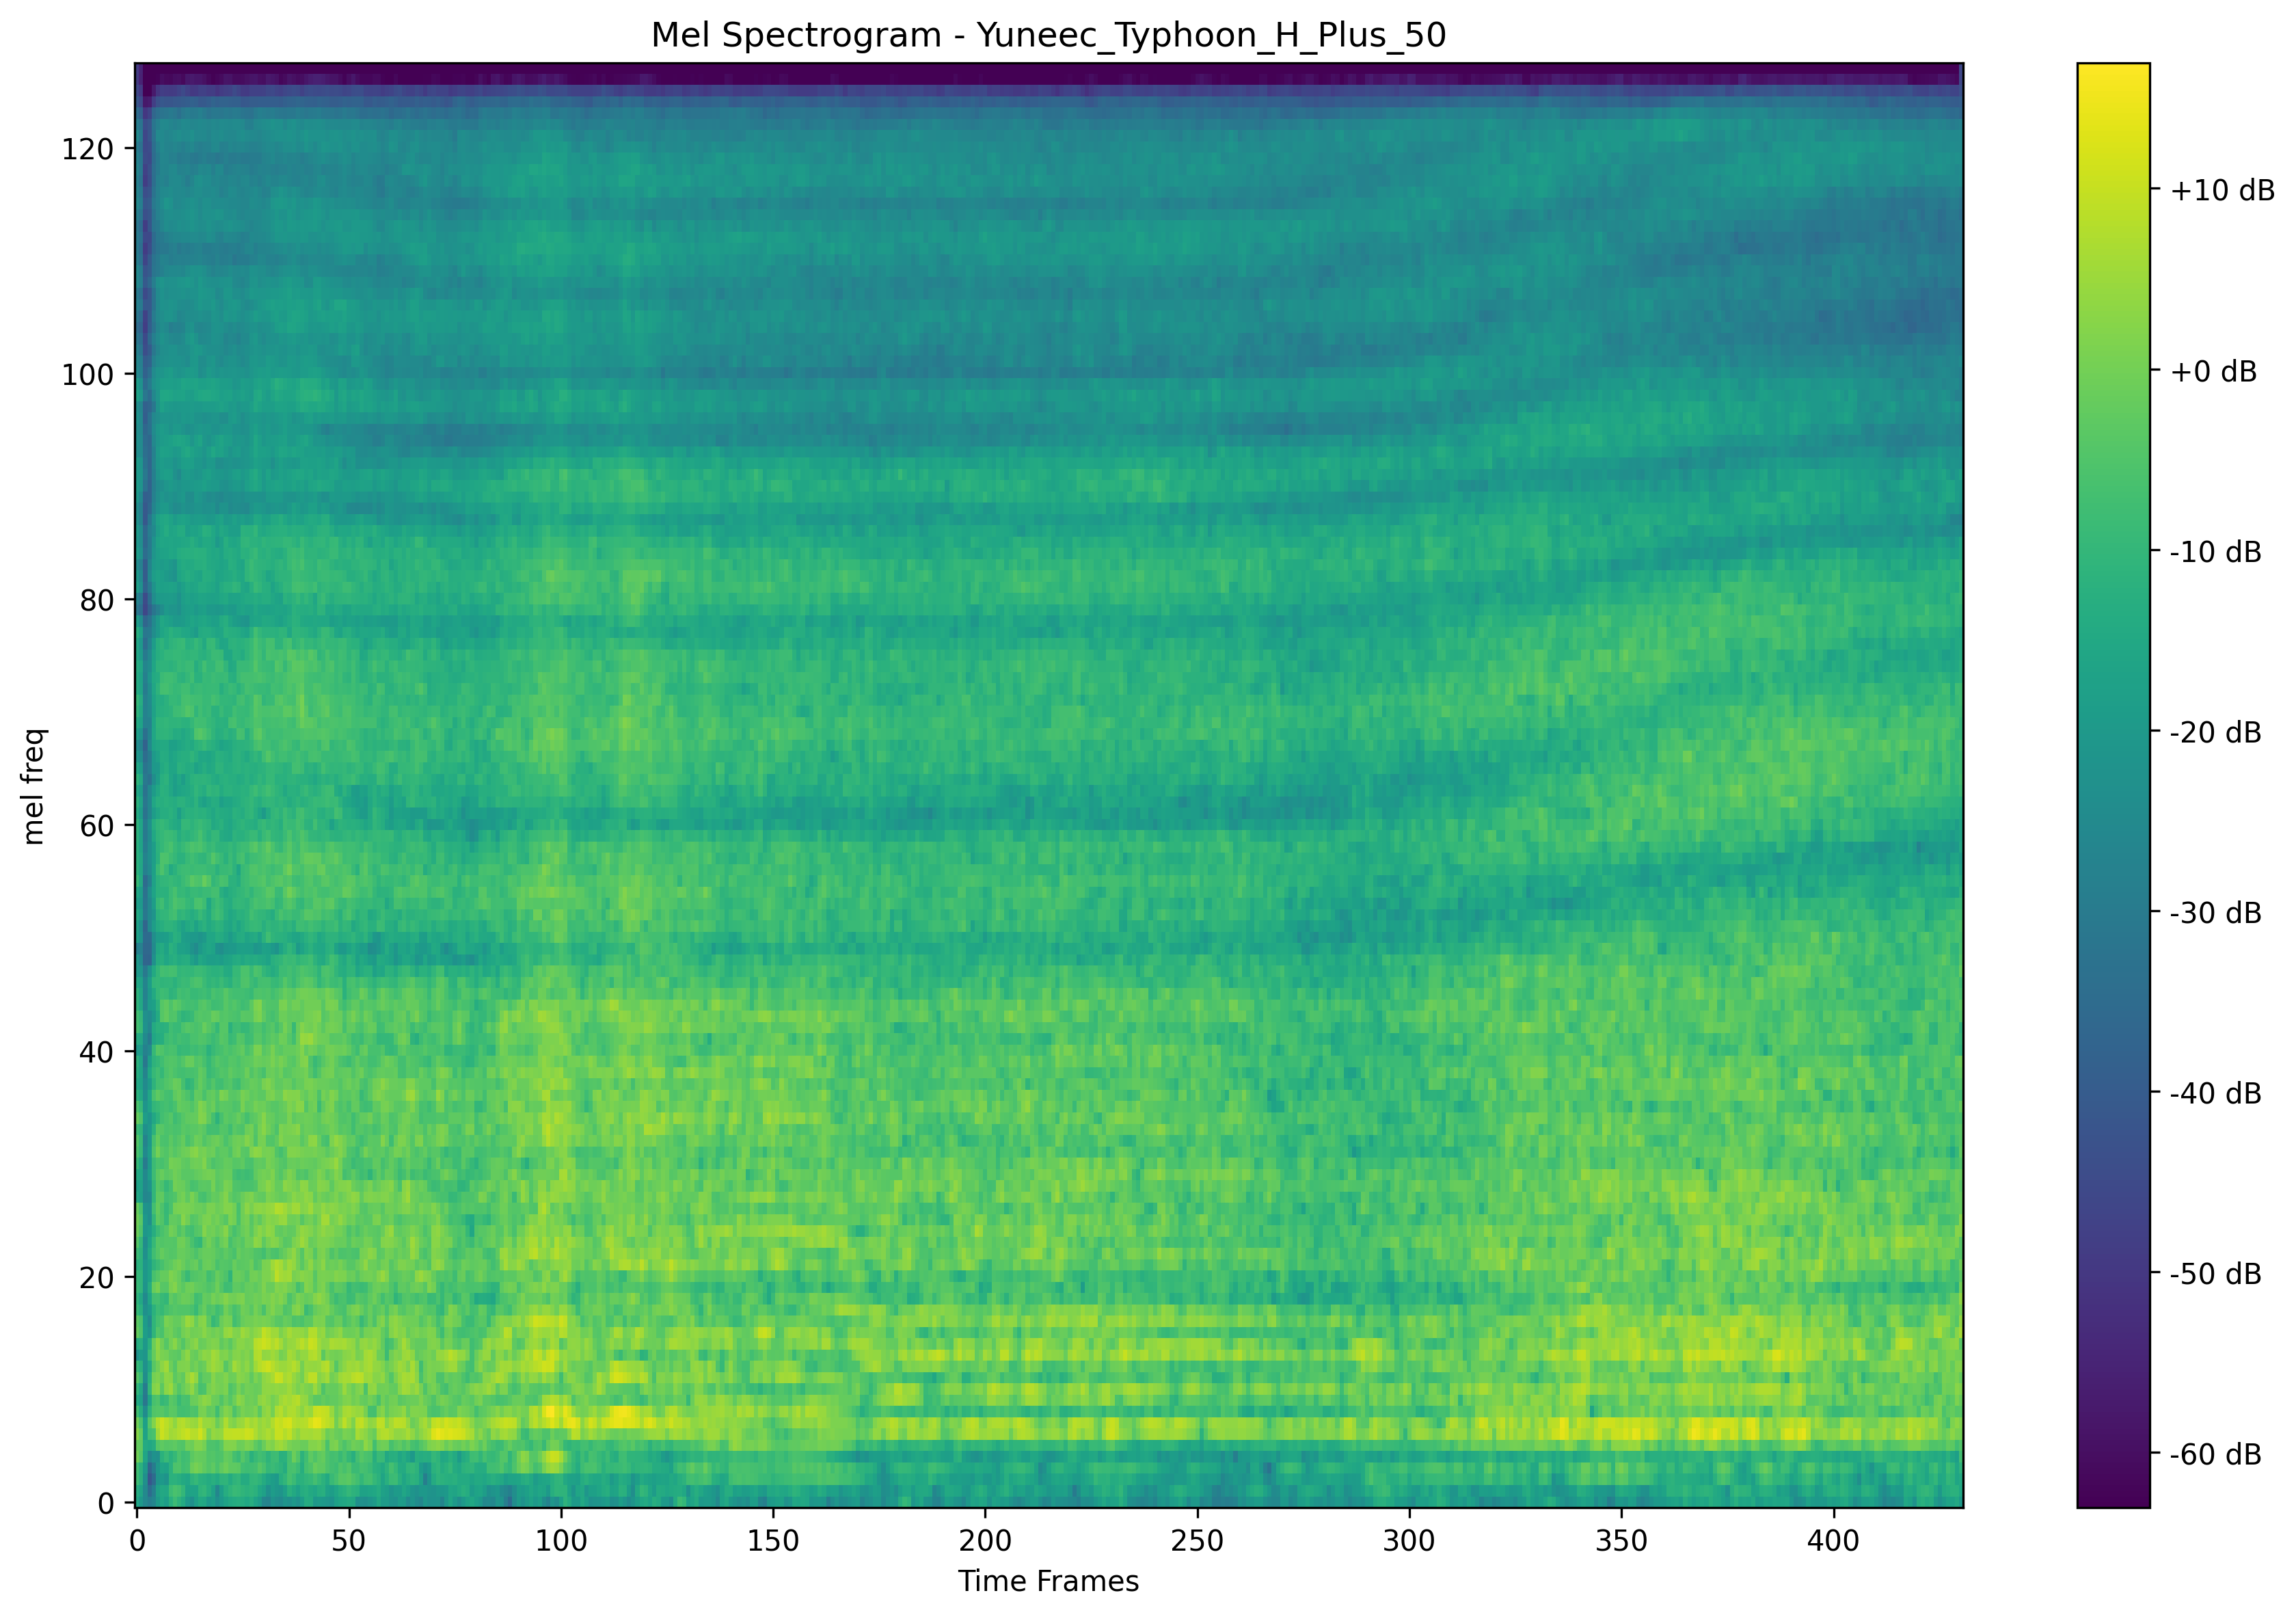 Mel Spectrogram - Yuneec_Typhoon_H_Plus_50
mel freq
120
100
80
60
40
20
0
0 50 100 150 200 250 300 350 400
Time Frames
+10 dB
+0 dB
-10 dB
-20 dB
-30 dB
-40 dB
-50 dB
-60 dB